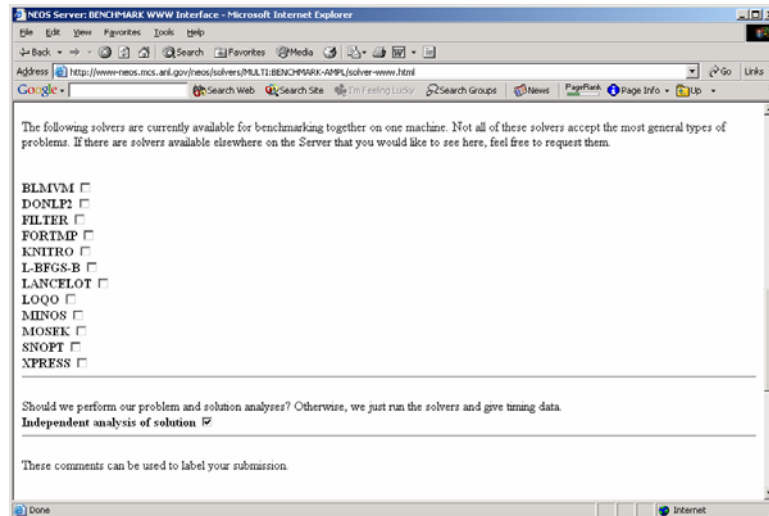 NEOS Server: BENCHMARK WWW Interface - Microsoft Internet Explorer
File Edit View Favorites Tools Help
Back Search Favorites Media
Address http://www-neos.mcs.anl.gov/neos/solvers/MULTI:BENCHMARK-AMPL/solver-www.html Go Links
Google Search Web Search Site I'm Feeling Lucky Search Groups News PageRank Page Info Up
The following solvers are currently available for benchmarking together on one machine. Not all of these solvers accept the most general types of
problems. If there are solvers available elsewhere on the Server that you would like to see here, feel free to request them.
BLMVM
DONLP2
FILTER
FORTMP
KNITRO
L-BFGS-B
LANCELOT
LOQO
MINOS
MOSEK
SNOPT
XPRESS
Should we perform our problem and solution analyses? Otherwise, we just run the solvers and give timing data.
Independent analysis of solution
These comments can be used to label your submission.
Done Internet